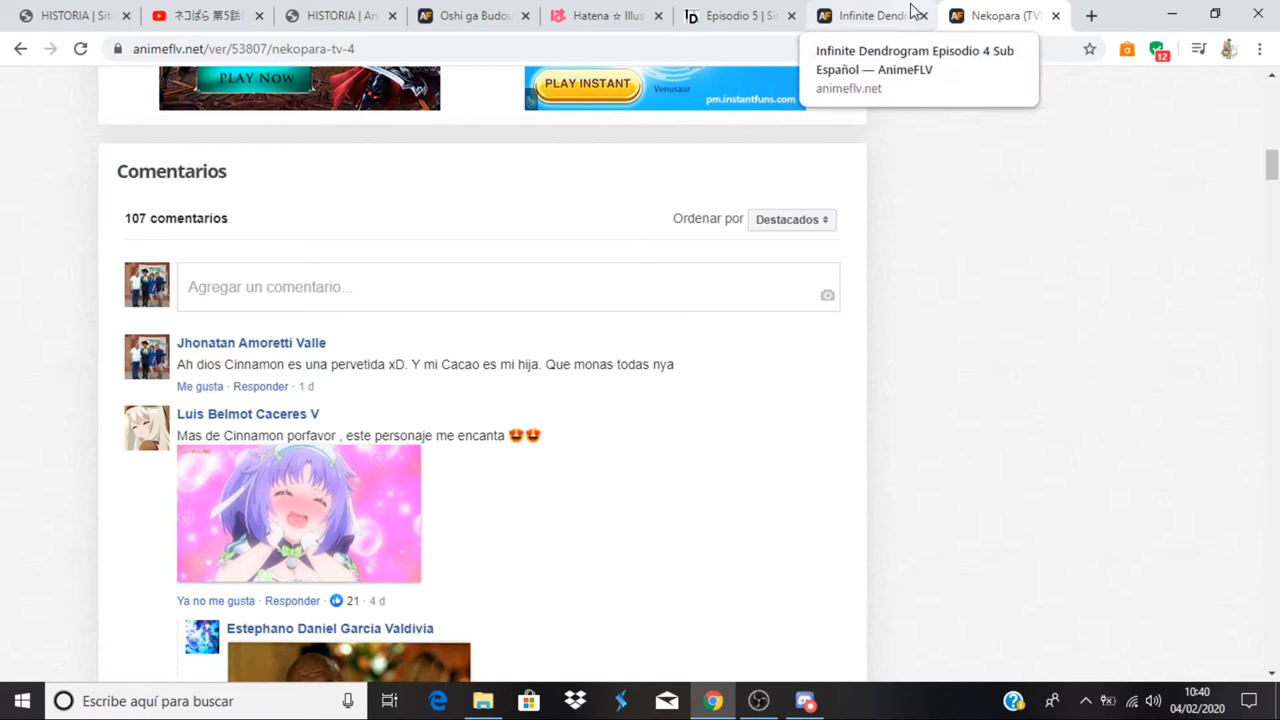 HISTORIA | Sit
ネコぱら 第5話
HISTORIA | An
Oshi ga Budou
Hatena ☆ Illus
Episodio 5 | Sit
Infinite Dendr
Nekopara (TV)
animeflv.net/ver/53807/nekopara-tv-4
12
Infinite Dendrogram Episodio 4 Sub
Español — AnimeFLV
animeflv.net
PLAY NOW
PLAY INSTANT
Venusaur
pm.instantfuns.com
Comentarios
107 comentarios
Ordenar por Destacados
Agregar un comentario...
Jhonatan Amoretti Valle
Ah dios Cinnamon es una pervetida xD. Y mi Cacao es mi hija. Que monas todas nya
Me gusta · Responder · 1 d
Luis Belmot Caceres V
Mas de Cinnamon porfavor , este personaje me encanta 😍😍
Ya no me gusta · Responder · 21 · 4 d
Estephano Daniel Garcia Valdivia
Escribe aquí para buscar
10:40
04/02/2020